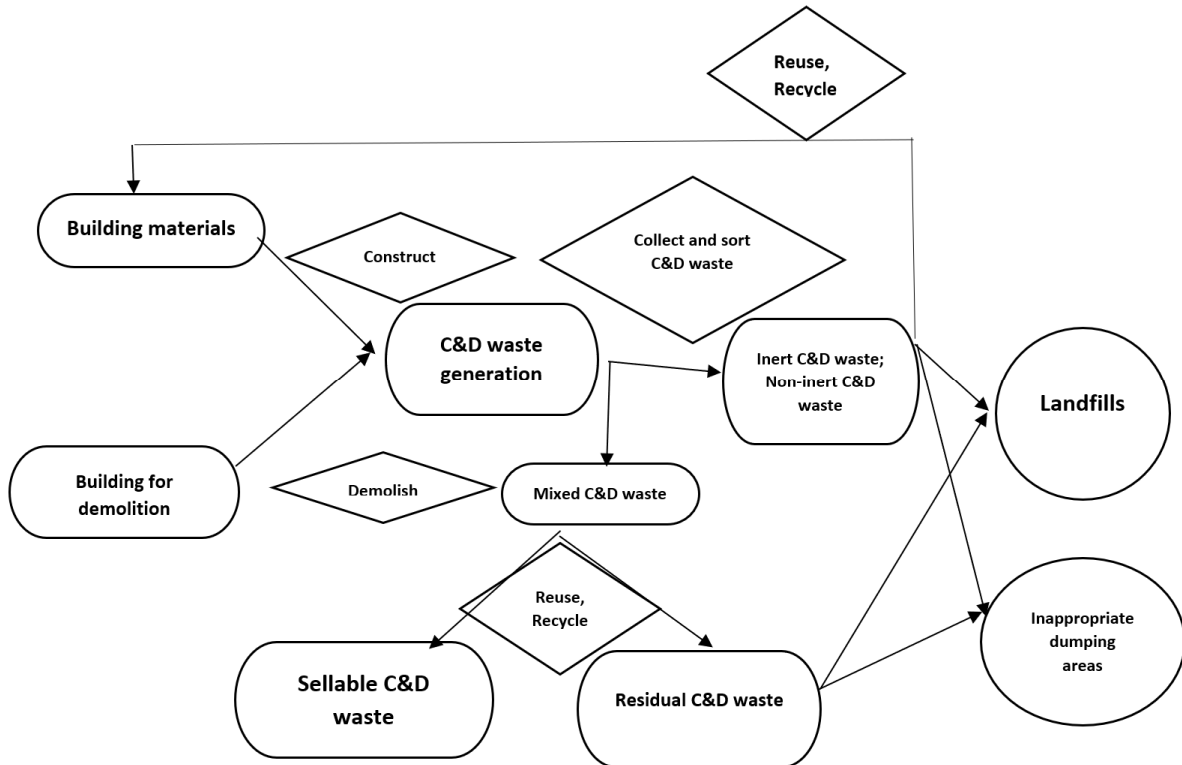 Reuse,
Recycle
Building materials
Construct
Collect and sort
C&D waste
C&D waste
generation
Inert C&D waste;
Non-inert C&D
waste
Landfills
Building for
demolition
Demolish
Mixed C&D waste
Reuse,
Recycle
Inappropriate
dumping
areas
Sellable C&D
waste
Residual C&D waste